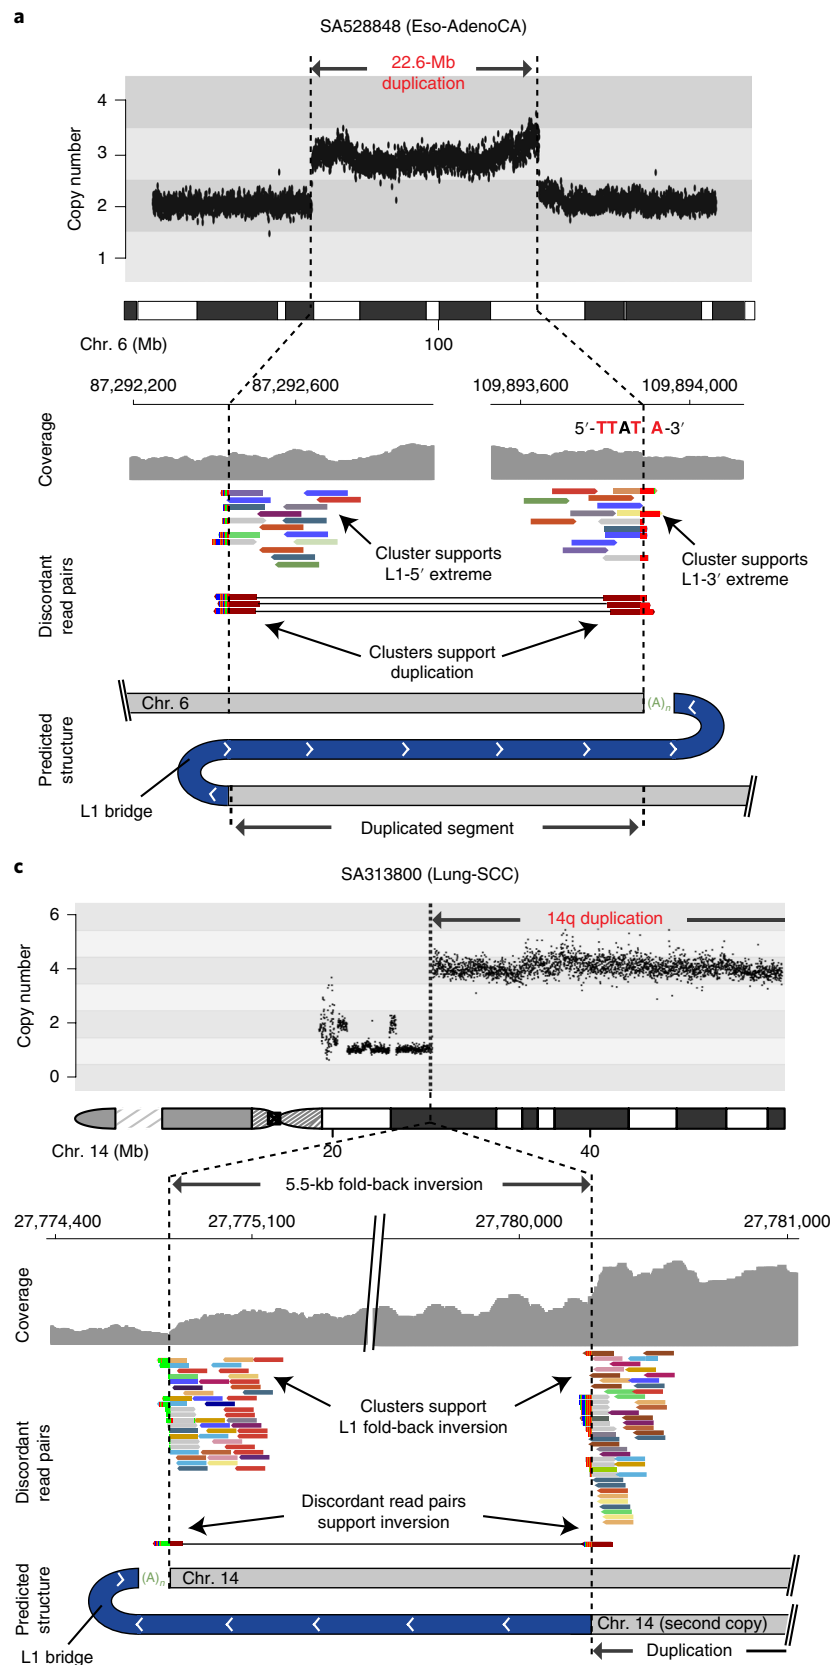 a
SA528848 (Eso-AdenoCA)
22.6-Mb
duplication
Copy number
4
3
2
1
Chr. 6 (Mb)
100
87,292,200
87,292,600
109,893,600
109,894,000
5′-TTAT A-3′
Coverage
Discordant
read pairs
Cluster supports
L1-5′ extreme
Cluster supports
L1-3′ extreme
Clusters support
duplication
Predicted
structure
Chr. 6
(A)n
L1 bridge
Duplicated segment
c
SA313800 (Lung-SCC)
14q duplication
Copy number
6
4
2
0
Chr. 14 (Mb)
20
40
5.5-kb fold-back inversion
27,774,400
27,775,100
27,780,000
27,781,000
Coverage
Discordant
read pairs
Clusters support
L1 fold-back inversion
Discordant read pairs
support inversion
Predicted
structure
(A)n
Chr. 14
Chr. 14 (second copy)
L1 bridge
Duplication